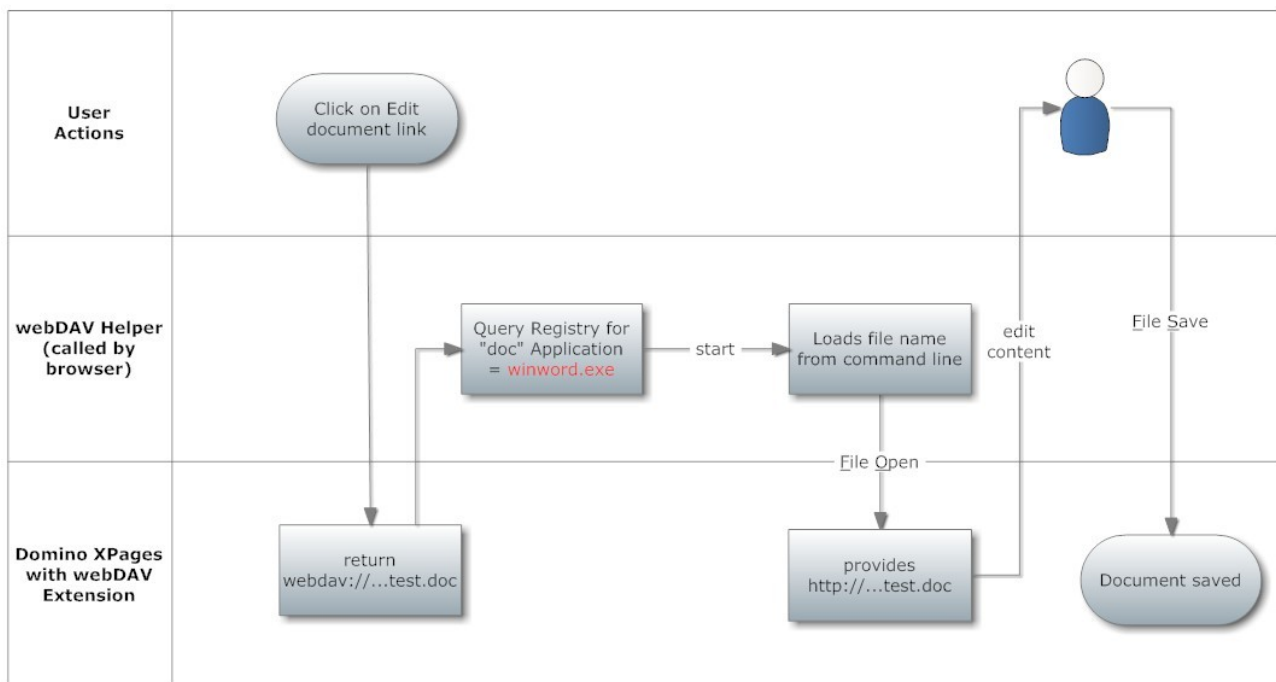 User
Actions
Click on Edit
document link
webDAV Helper
(called by
browser)
Query Registry for
"doc" Application
= winword.exe
start
Loads file name
from command line
edit
content
File Save
File Open
Domino XPages
with webDAV
Extension
return
webdav://...test.doc
provides
http://...test.doc
Document saved